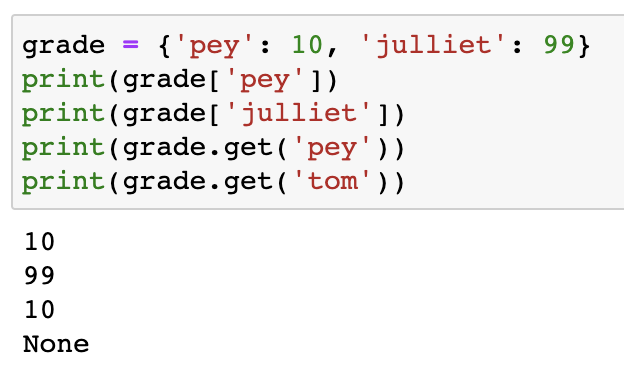 grade = {'pey': 10, 'julliet': 99}
print(grade['pey'])
print(grade['julliet'])
print(grade.get('pey'))
print(grade.get('tom'))
10
99
10
None